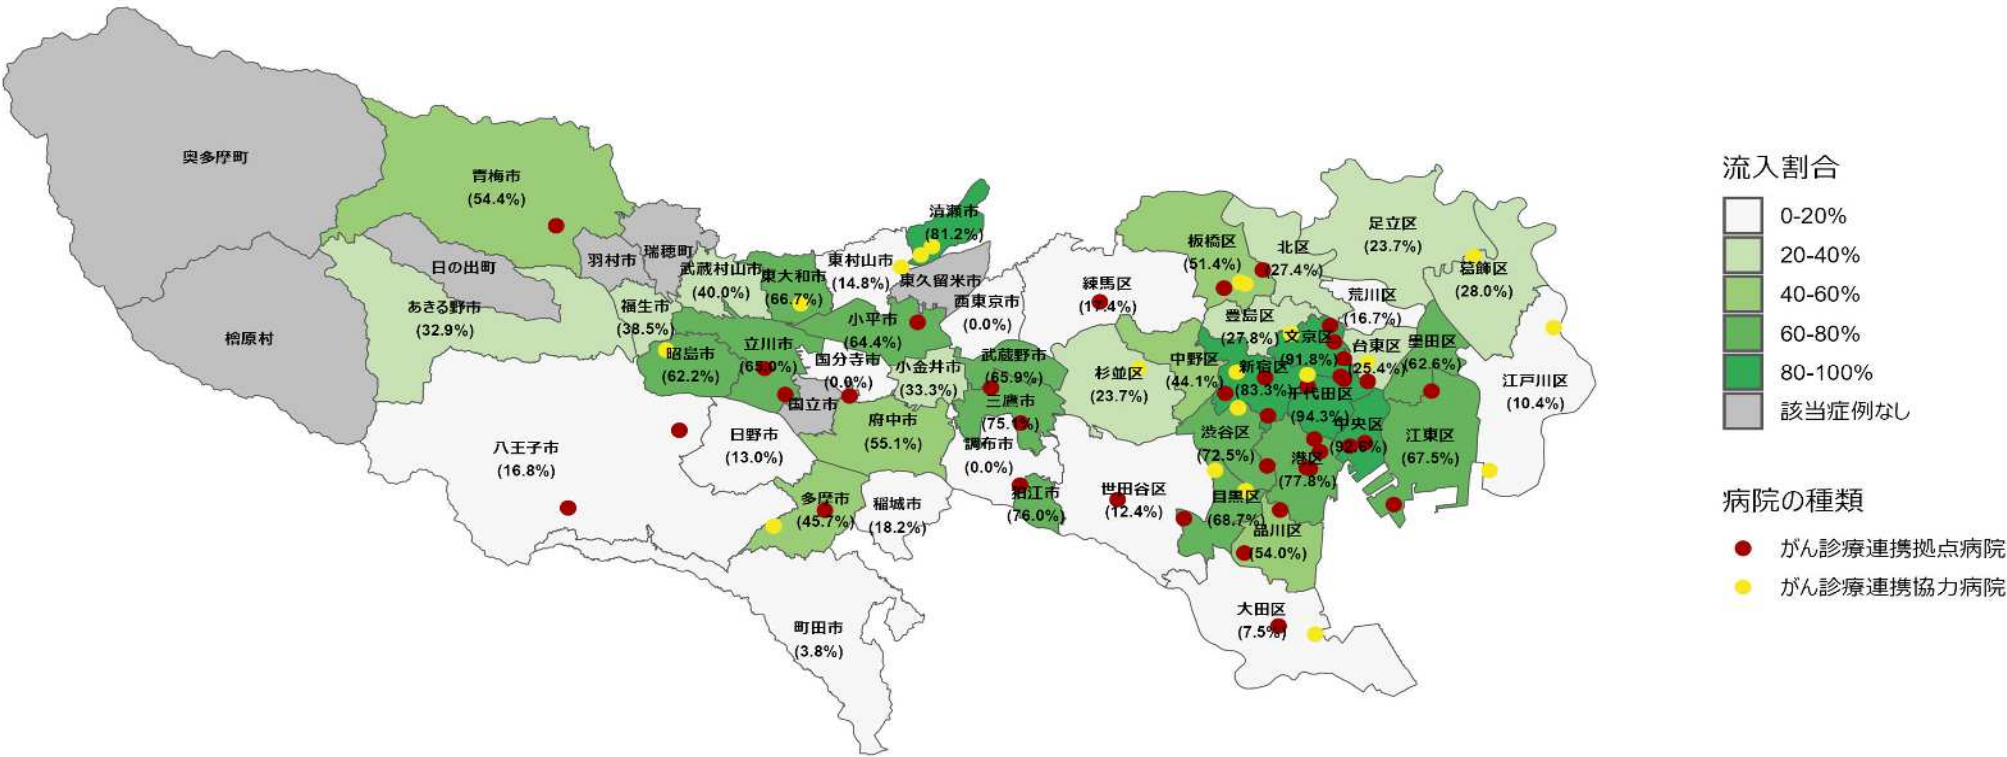 奥多摩町
青梅市
(54.4%)
日の出町
羽村市
瑞穂町
檜原村
あきる野市
(32.9%)
福生市
(38.5%)
武蔵村山市
(40.0%)
東大和市
(66.7%)
東村山市
(14.8%)
清瀬市
(81.2%)
東久留米市
西東京市
(0.0%)
昭島市
(62.2%)
立川市
(65.0%)
小平市
(64.4%)
国分寺市
(0.0%)
国立市
小金井市
(33.3%)
武蔵野市
(65.9%)
三鷹市
(75.1%)
調布市
(0.0%)
府中市
(55.1%)
八王子市
(16.8%)
日野市
(13.0%)
多摩市
(45.7%)
稲城市
(18.2%)
狛江市
(76.0%)
町田市
(3.8%)
練馬区
(17.4%)
板橋区
(51.4%)
北区
(27.4%)
足立区
(23.7%)
葛飾区
(28.0%)
荒川区
(16.7%)
豊島区
(27.8%)
文京区
(91.8%)
台東区
(25.4%)
墨田区
(62.6%)
杉並区
(23.7%)
中野区
(44.1%)
新宿区
(83.3%)
千代田区
(94.3%)
中央区
(92.6%)
江戸川区
(10.4%)
江東区
(67.5%)
渋谷区
(72.5%)
港区
(77.8%)
世田谷区
(12.4%)
目黒区
(68.7%)
品川区
(54.0%)
大田区
(7.5%)
流入割合
0-20%
20-40%
40-60%
60-80%
80-100%
該当症例なし
病院の種類
がん診療連携拠点病院
がん診療連携協力病院